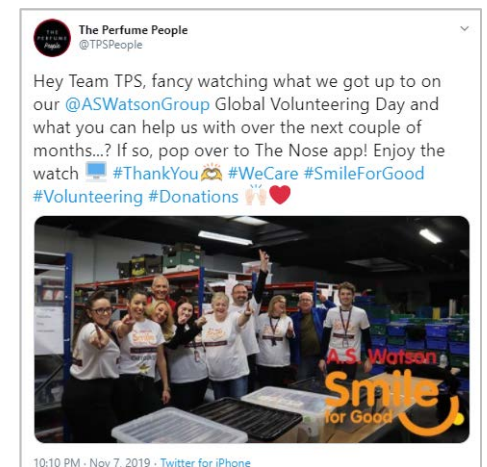 THE
PERFUME
People
The Perfume People
@TPSPeople
Hey Team TPS, fancy watching what we got up to on
our @ASWatsonGroup Global Volunteering Day and
what you can help us with over the next couple of
months...? If so, pop over to The Nose app! Enjoy the
watch 🖥️ #ThankYou🫶 #WeCare #SmileForGood
#Volunteering #Donations 🙌🏻❤️
A.S. Watson
Smile
for Good
10:10 PM · Nov 7, 2019 · Twitter for iPhone